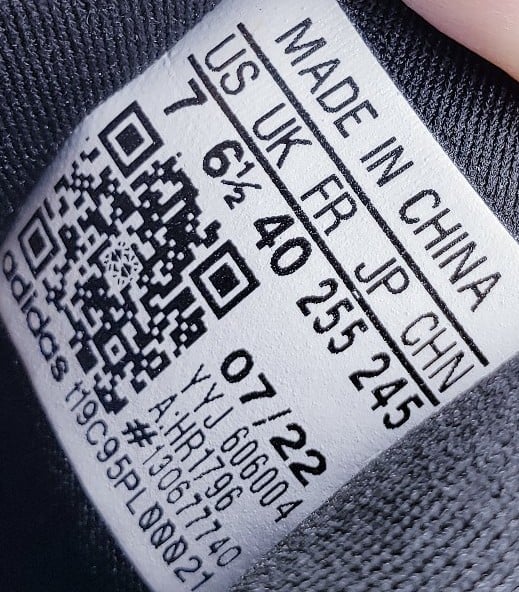 MADE IN CHINA
US UK FR JP CHN
7 6½ 40 255 245
07/22
YYJ 606004
A:HR1796
#130677740
adidas 119C95PL00021